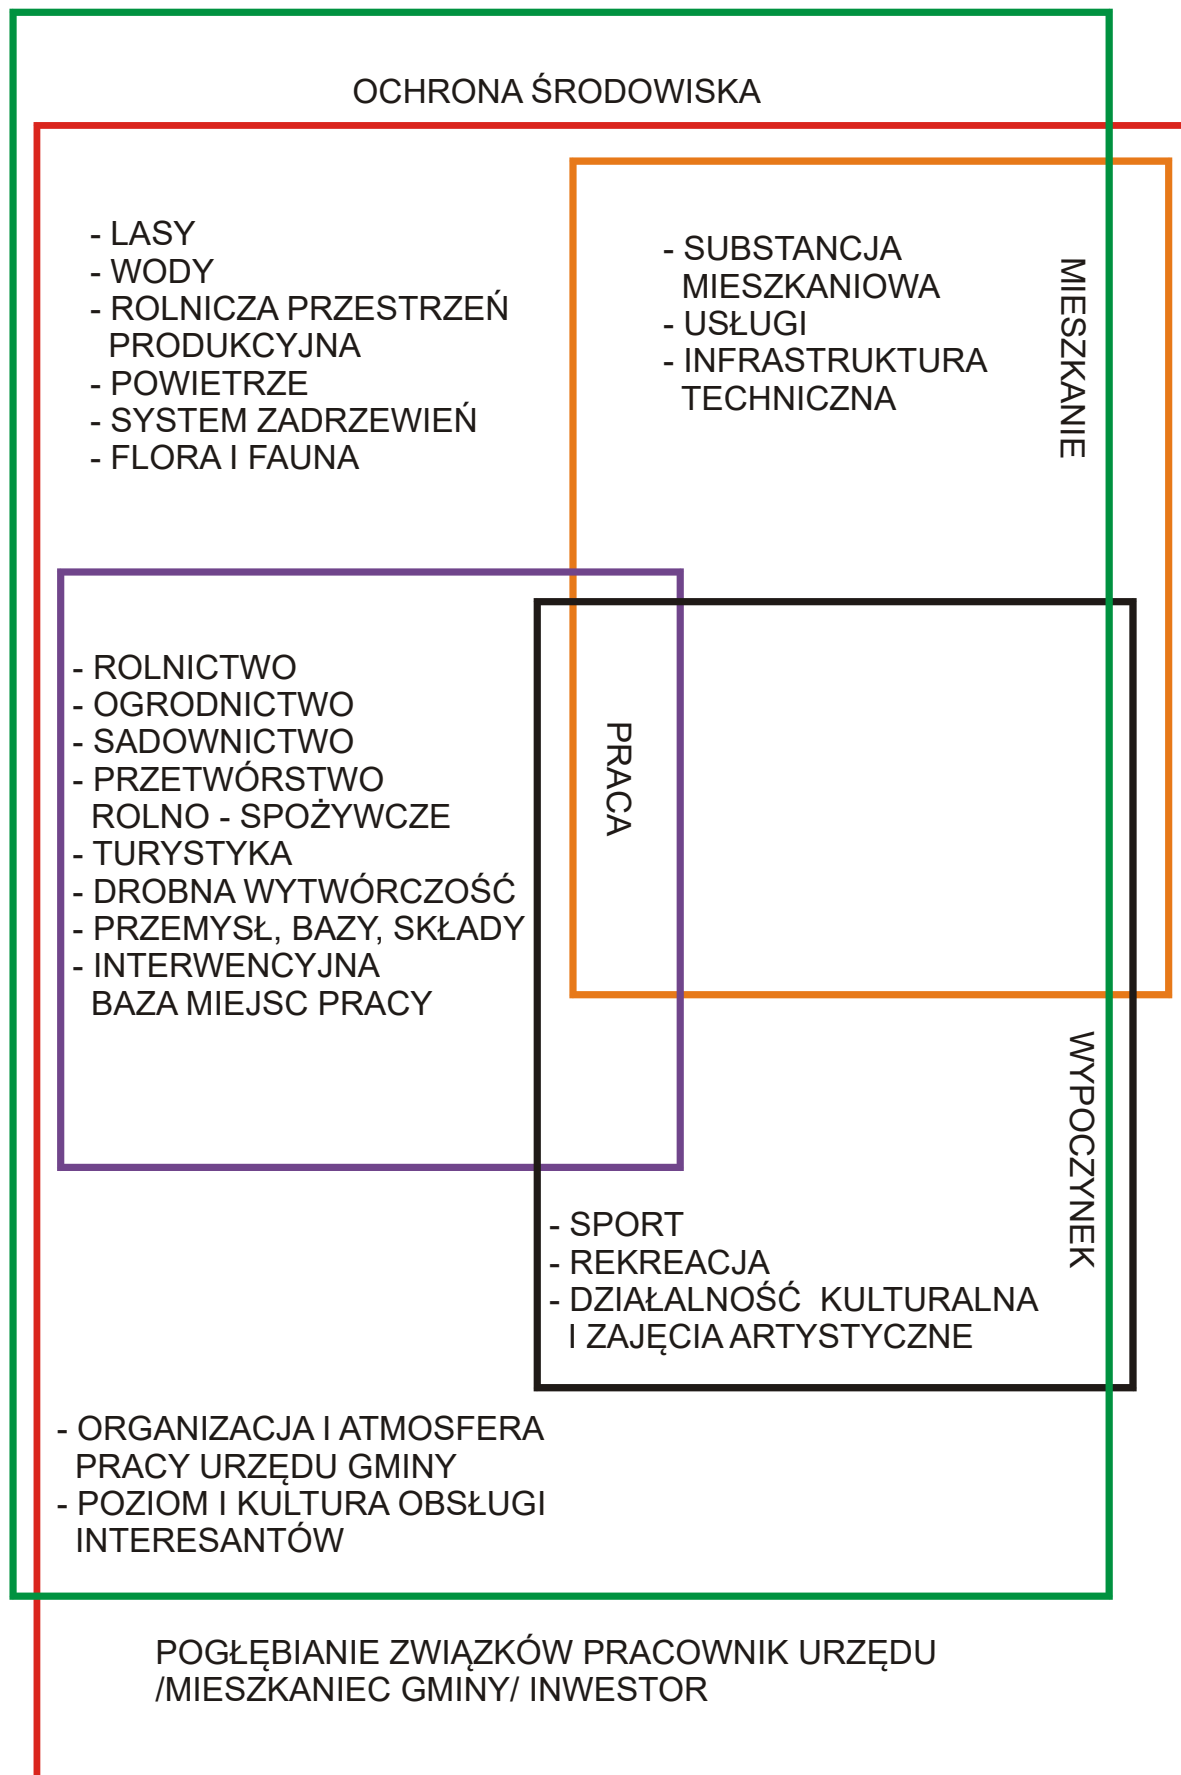 OCHRONA ŚRODOWISKA
- LASY
- WODY
- ROLNICZA PRZESTRZEŃ
PRODUKCYJNA
- POWIETRZE
- SYSTEM ZADRZEWIEŃ
- FLORA I FAUNA
- SUBSTANCJA
MIESZKANIOWA
- USŁUGI
- INFRASTRUKTURA
TECHNICZNA
MIESZKANIE
- ROLNICTWO
- OGRODNICTWO
- SADOWNICTWO
- PRZETWÓRSTWO
ROLNO - SPOŻYWCZE
- TURYSTYKA
- DROBNA WYTWÓRCZOŚĆ
- PRZEMYSŁ, BAZY, SKŁADY
- INTERWENCYJNA
BAZA MIEJSC PRACY
PRACA
WYPOCZYNEK
- SPORT
- REKREACJA
- DZIAŁALNOŚĆ KULTURALNA
I ZAJĘCIA ARTYSTYCZNE
- ORGANIZACJA I ATMOSFERA
PRACY URZĘDU GMINY
- POZIOM I KULTURA OBSŁUGI
INTERESANTÓW
POGŁĘBIANIE ZWIĄZKÓW PRACOWNIK URZĘDU
/MIESZKANIEC GMINY/ INWESTOR